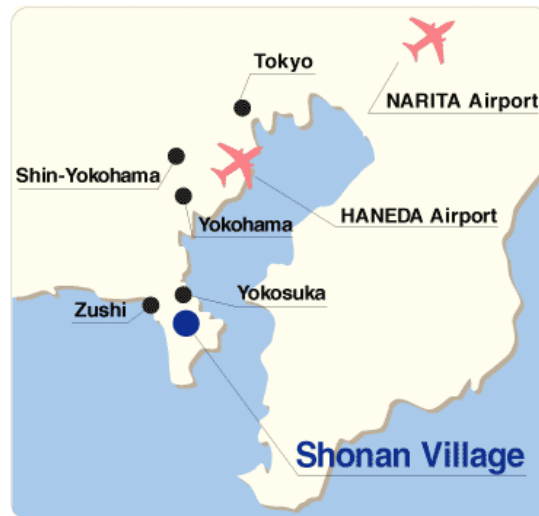 Tokyo
NARITA Airport
Shin-Yokohama
HANEDA Airport
Yokohama
Yokosuka
Zushi
Shonan Village